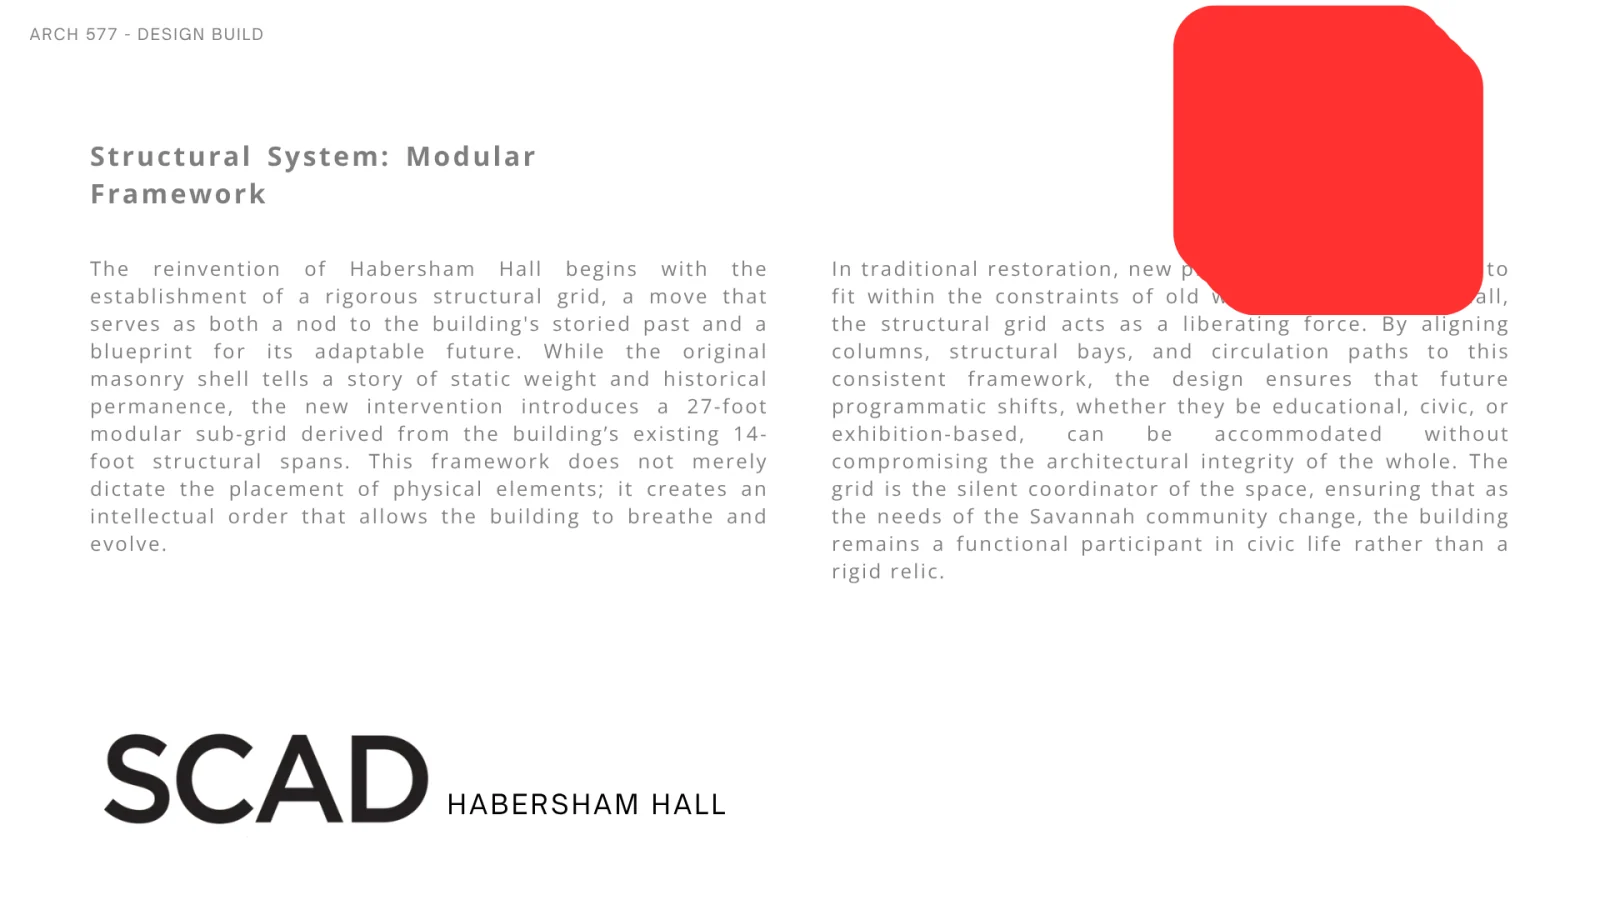 ARCH 577 - DESIGN BUILD
Structural System: Modular
Framework
The reinvention of Habersham Hall begins with the
establishment of a rigorous structural grid, a move that
serves as both a nod to the building's storied past and a
blueprint for its adaptable future. While the original
masonry shell tells a story of static weight and historical
permanence, the new intervention introduces a 27-foot
modular sub-grid derived from the building’s existing 14-
foot structural spans. This framework does not merely
dictate the placement of physical elements; it creates an
intellectual order that allows the building to breathe and
evolve.
In traditional restoration, new to
fit within the constraints of old
the structural grid acts as a liberating force. By aligning
columns, structural bays, and circulation paths to this
consistent framework, the design ensures that future
programmatic shifts, whether they be educational, civic, or
exhibition-based, can be accommodated without
compromising the architectural integrity of the whole. The
grid is the silent coordinator of the space, ensuring that as
the needs of the Savannah community change, the building
remains a functional participant in civic life rather than a
rigid relic.
SCAD HABERSHAM HALL